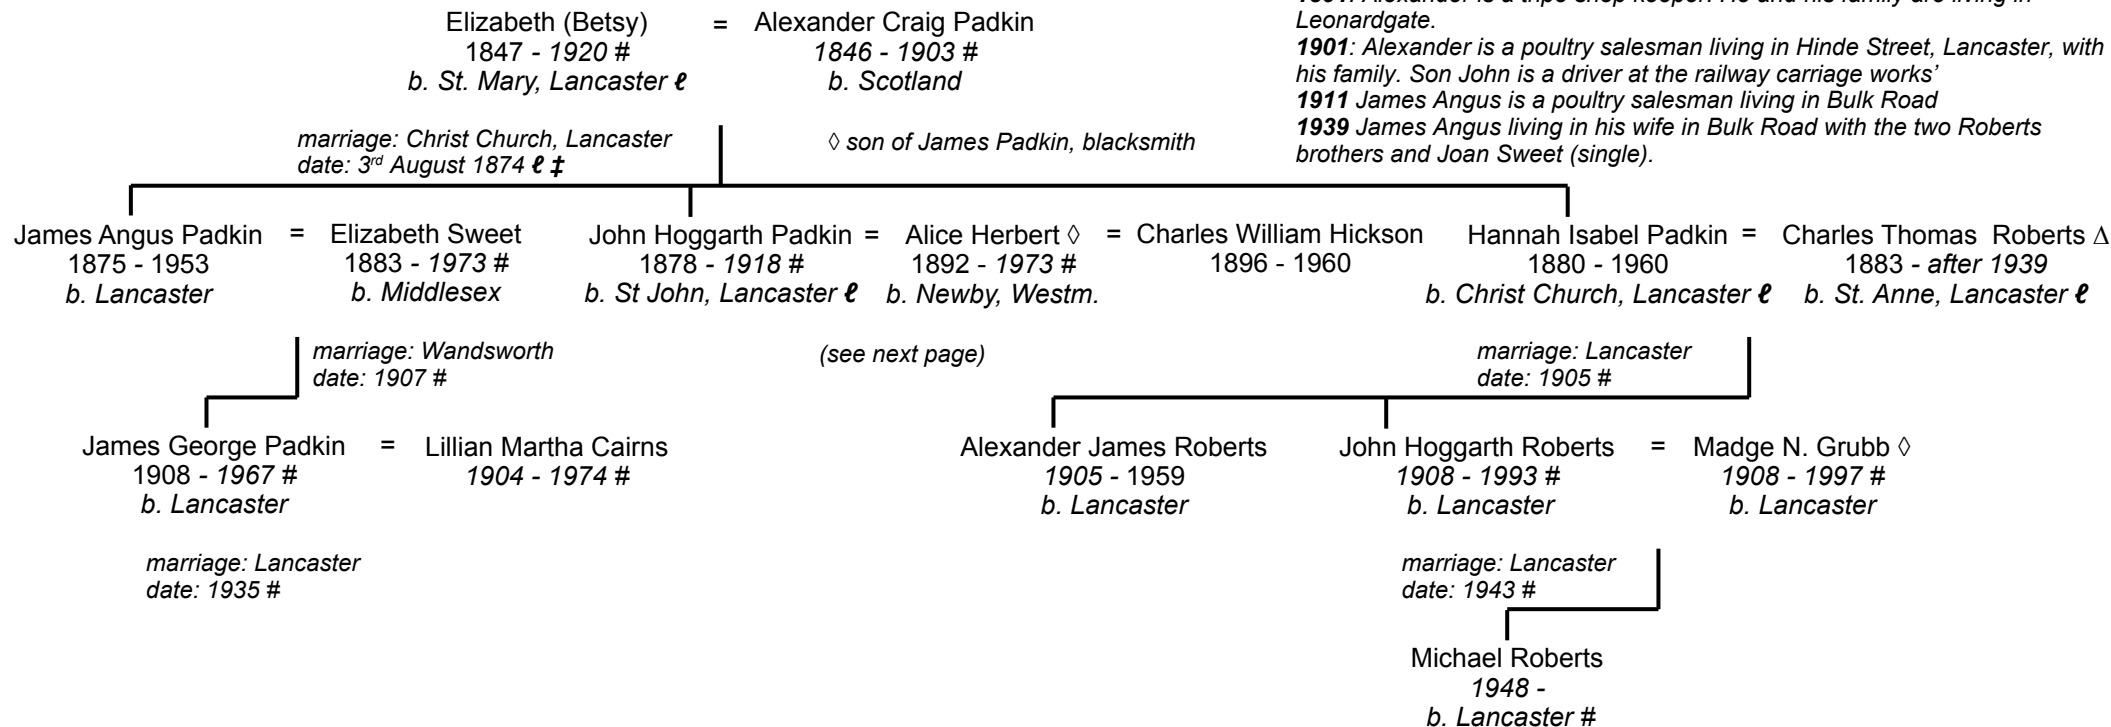 Leonardgate.
1901: Alexander is a poultry salesman living in Hinde Street, Lancaster, with
his family. Son John is a driver at the railway carriage works’
1911 James Angus is a poultry salesman living in Bulk Road
1939 James Angus living in his wife in Bulk Road with the two Roberts
brothers and Joan Sweet (single).
Elizabeth (Betsy) = Alexander Craig Padkin
1847 - 1920 # 1846 - 1903 #
b. St. Mary, Lancaster ℓ b. Scotland
marriage: Christ Church, Lancaster
date: 3rd August 1874 ℓ ‡
◊ son of James Padkin, blacksmith
James Angus Padkin = Elizabeth Sweet John Hoggarth Padkin = Alice Herbert ◊ = Charles William Hickson Hannah Isabel Padkin = Charles Thomas Roberts Δ
1875 - 1953 1883 - 1973 # 1878 - 1918 # 1892 - 1973 # 1896 - 1960 1880 - 1960 1883 - after 1939
b. Lancaster b. Middlesex b. St John, Lancaster ℓ b. Newby, Westm. b. Christ Church, Lancaster ℓ b. St. Anne, Lancaster ℓ
marriage: Wandsworth (see next page) marriage: Lancaster
date: 1907 # date: 1905 #
James George Padkin = Lillian Martha Cairns Alexander James Roberts John Hoggarth Roberts = Madge N. Grubb ◊
1908 - 1967 # 1904 - 1974 # 1905 - 1959 1908 - 1993 # 1908 - 1997 #
b. Lancaster b. Lancaster b. Lancaster b. Lancaster
marriage: Lancaster marriage: Lancaster
date: 1935 # date: 1943 #
Michael Roberts
1948 -
b. Lancaster #